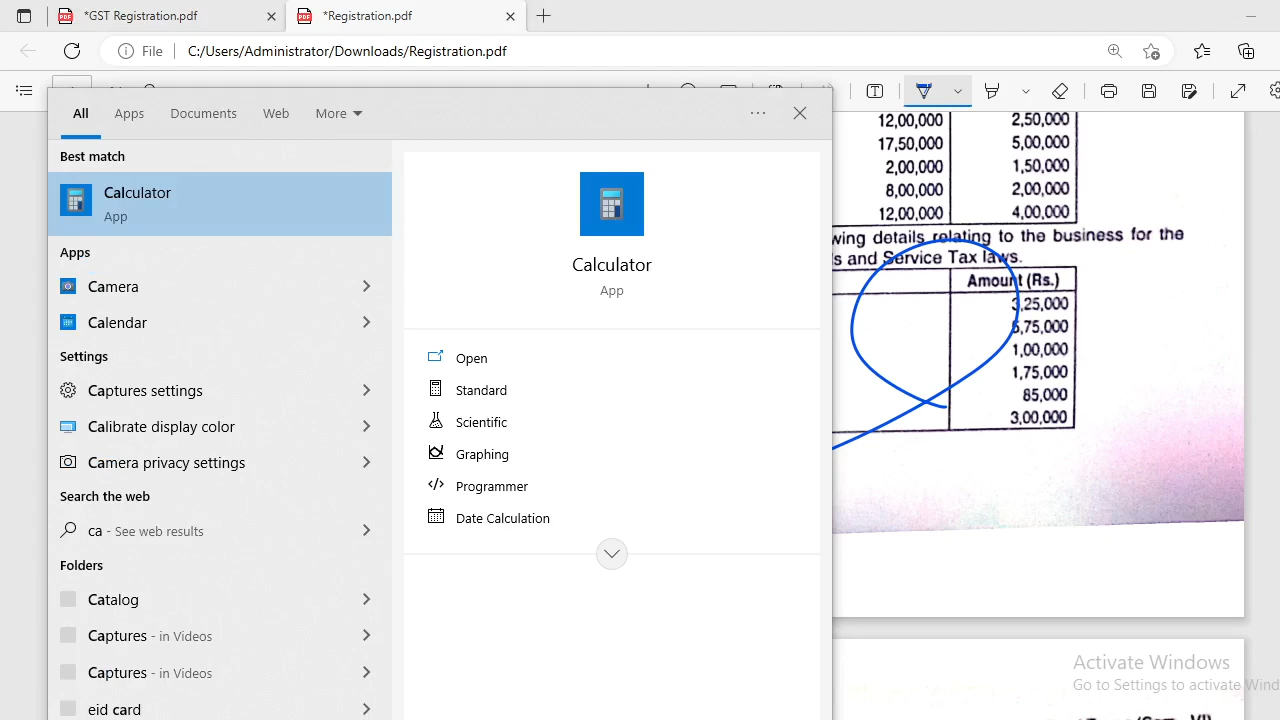 *GST Registration.pdf
*Registration.pdf
File
C:/Users/Administrator/Downloads/Registration.pdf
All
Apps
Documents
Web
More
Best match
Calculator
App
Apps
Camera
Calendar
Settings
Captures settings
Calibrate display color
Camera privacy settings
Search the web
ca - See web results
Folders
Catalog
Captures - in Videos
Captures - in Videos
eid card
Calculator
App
Open
Standard
Scientific
Graphing
Programmer
Date Calculation
12,00,000 2,50,000
17,50,000 5,00,000
2,00,000 1,50,000
8,00,000 2,00,000
12,00,000 4,00,000
wing details relating to the business for the
s and Service Tax laws.
Amount (Rs.)
3,25,000
6,75,000
1,00,000
1,75,000
85,000
3,00,000
Activate Windows
Go to Settings to activate Wind